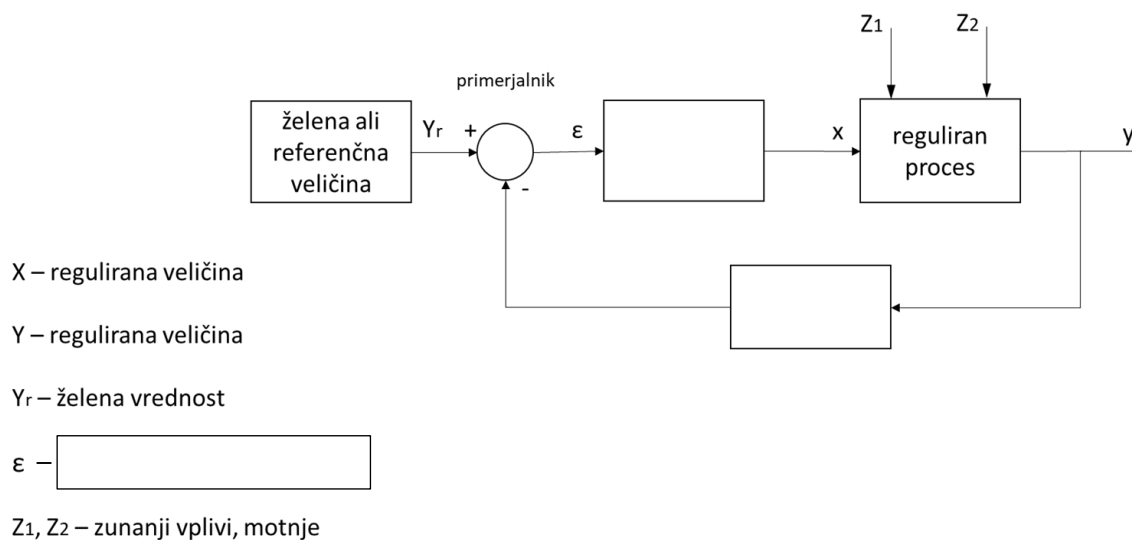 Z1
Z2
primerjalnik
želena ali
referenčna
veličina
Yr
+
-
ε
x
reguliran
proces
y
X – regulirana veličina
Y – regulirana veličina
Yr – želena vrednost
ε –
Z1, Z2 – zunanji vplivi, motnje